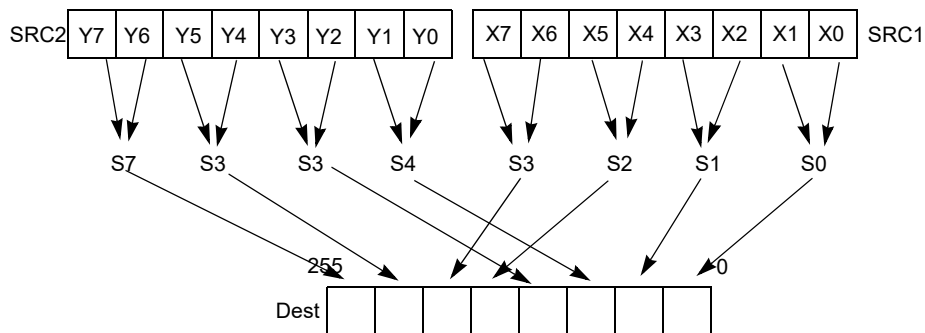 SRC2 Y7 Y6 Y5 Y4 Y3 Y2 Y1 Y0 X7 X6 X5 X4 X3 X2 X1 X0 SRC1
S7 S3 S3 S4 S3 S2 S1 S0
255 0
Dest